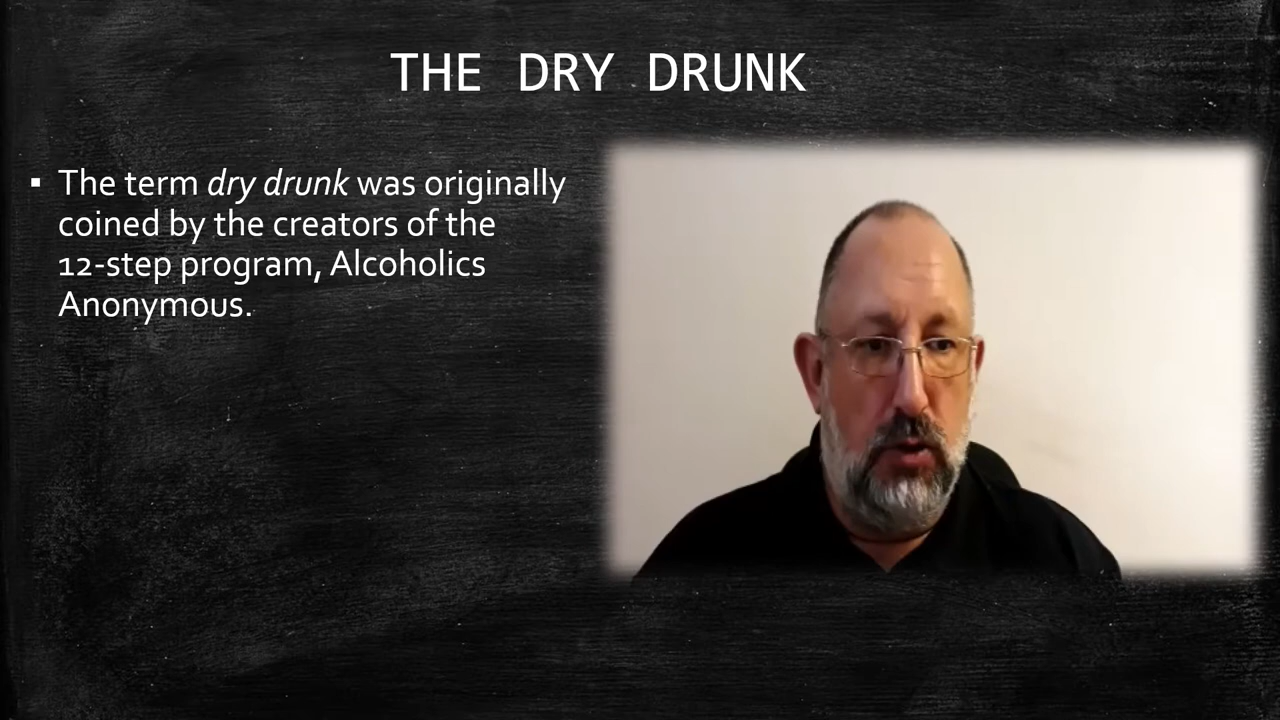 THE DRY DRUNK
▪ The term dry drunk was originally
coined by the creators of the
12-step program, Alcoholics
Anonymous.